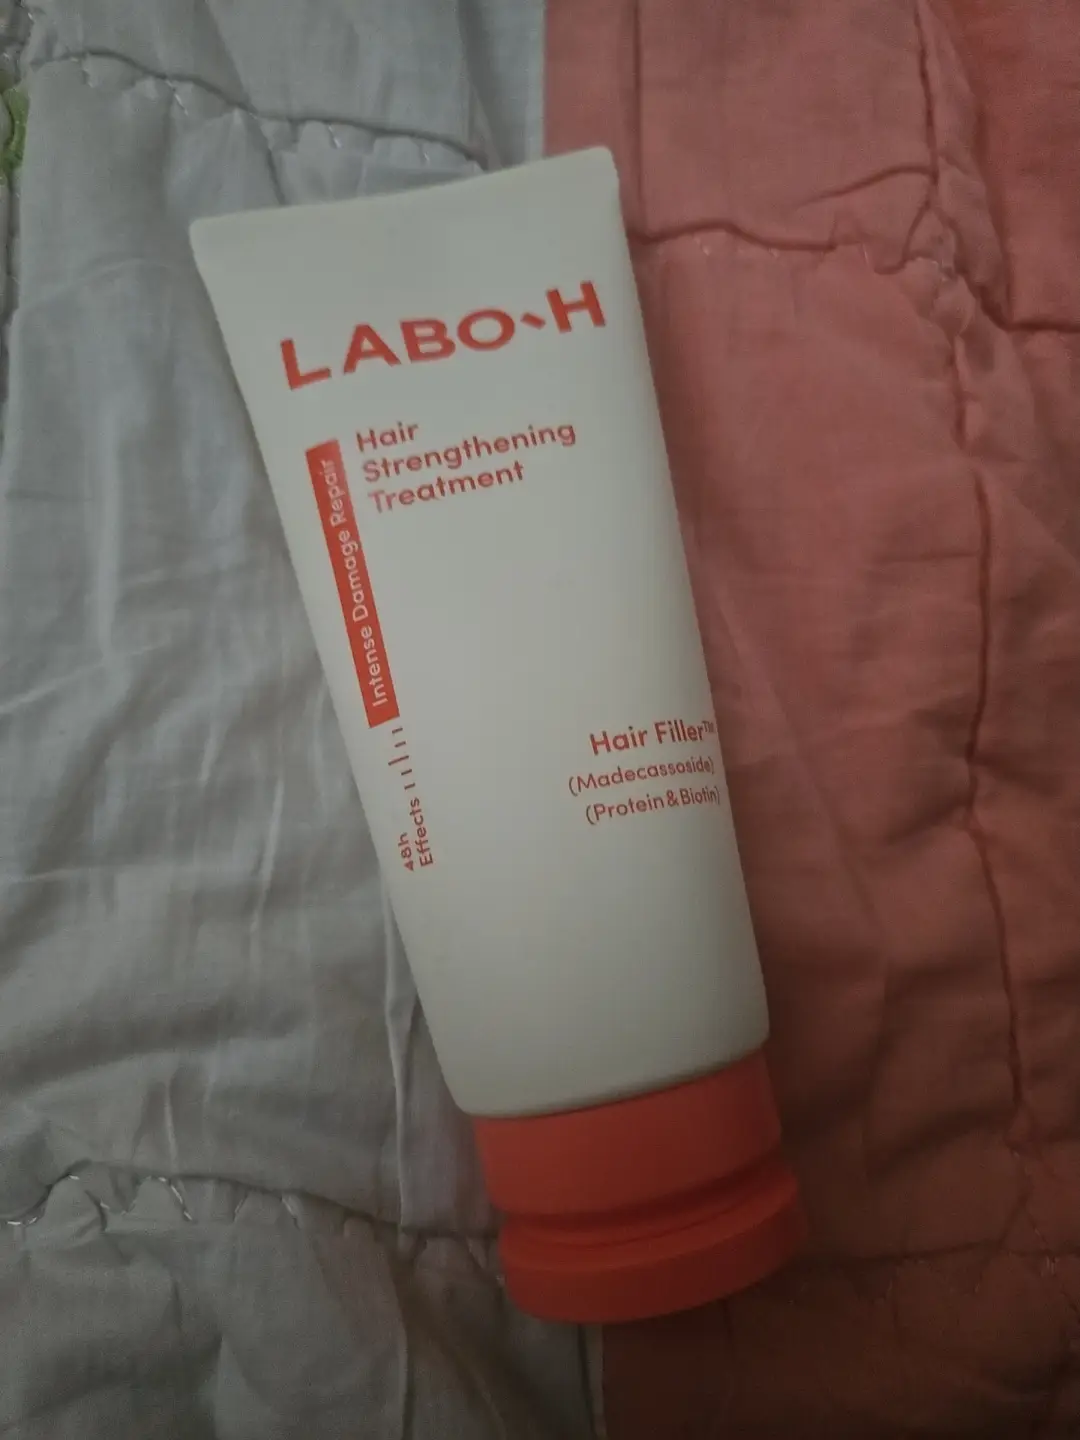 LABO-H
Hair
Strengthening
Treatment
Intense Damage Repair
48h
Effects
Hair Filler™
(Madecassoside)
(Protein & Biotin)